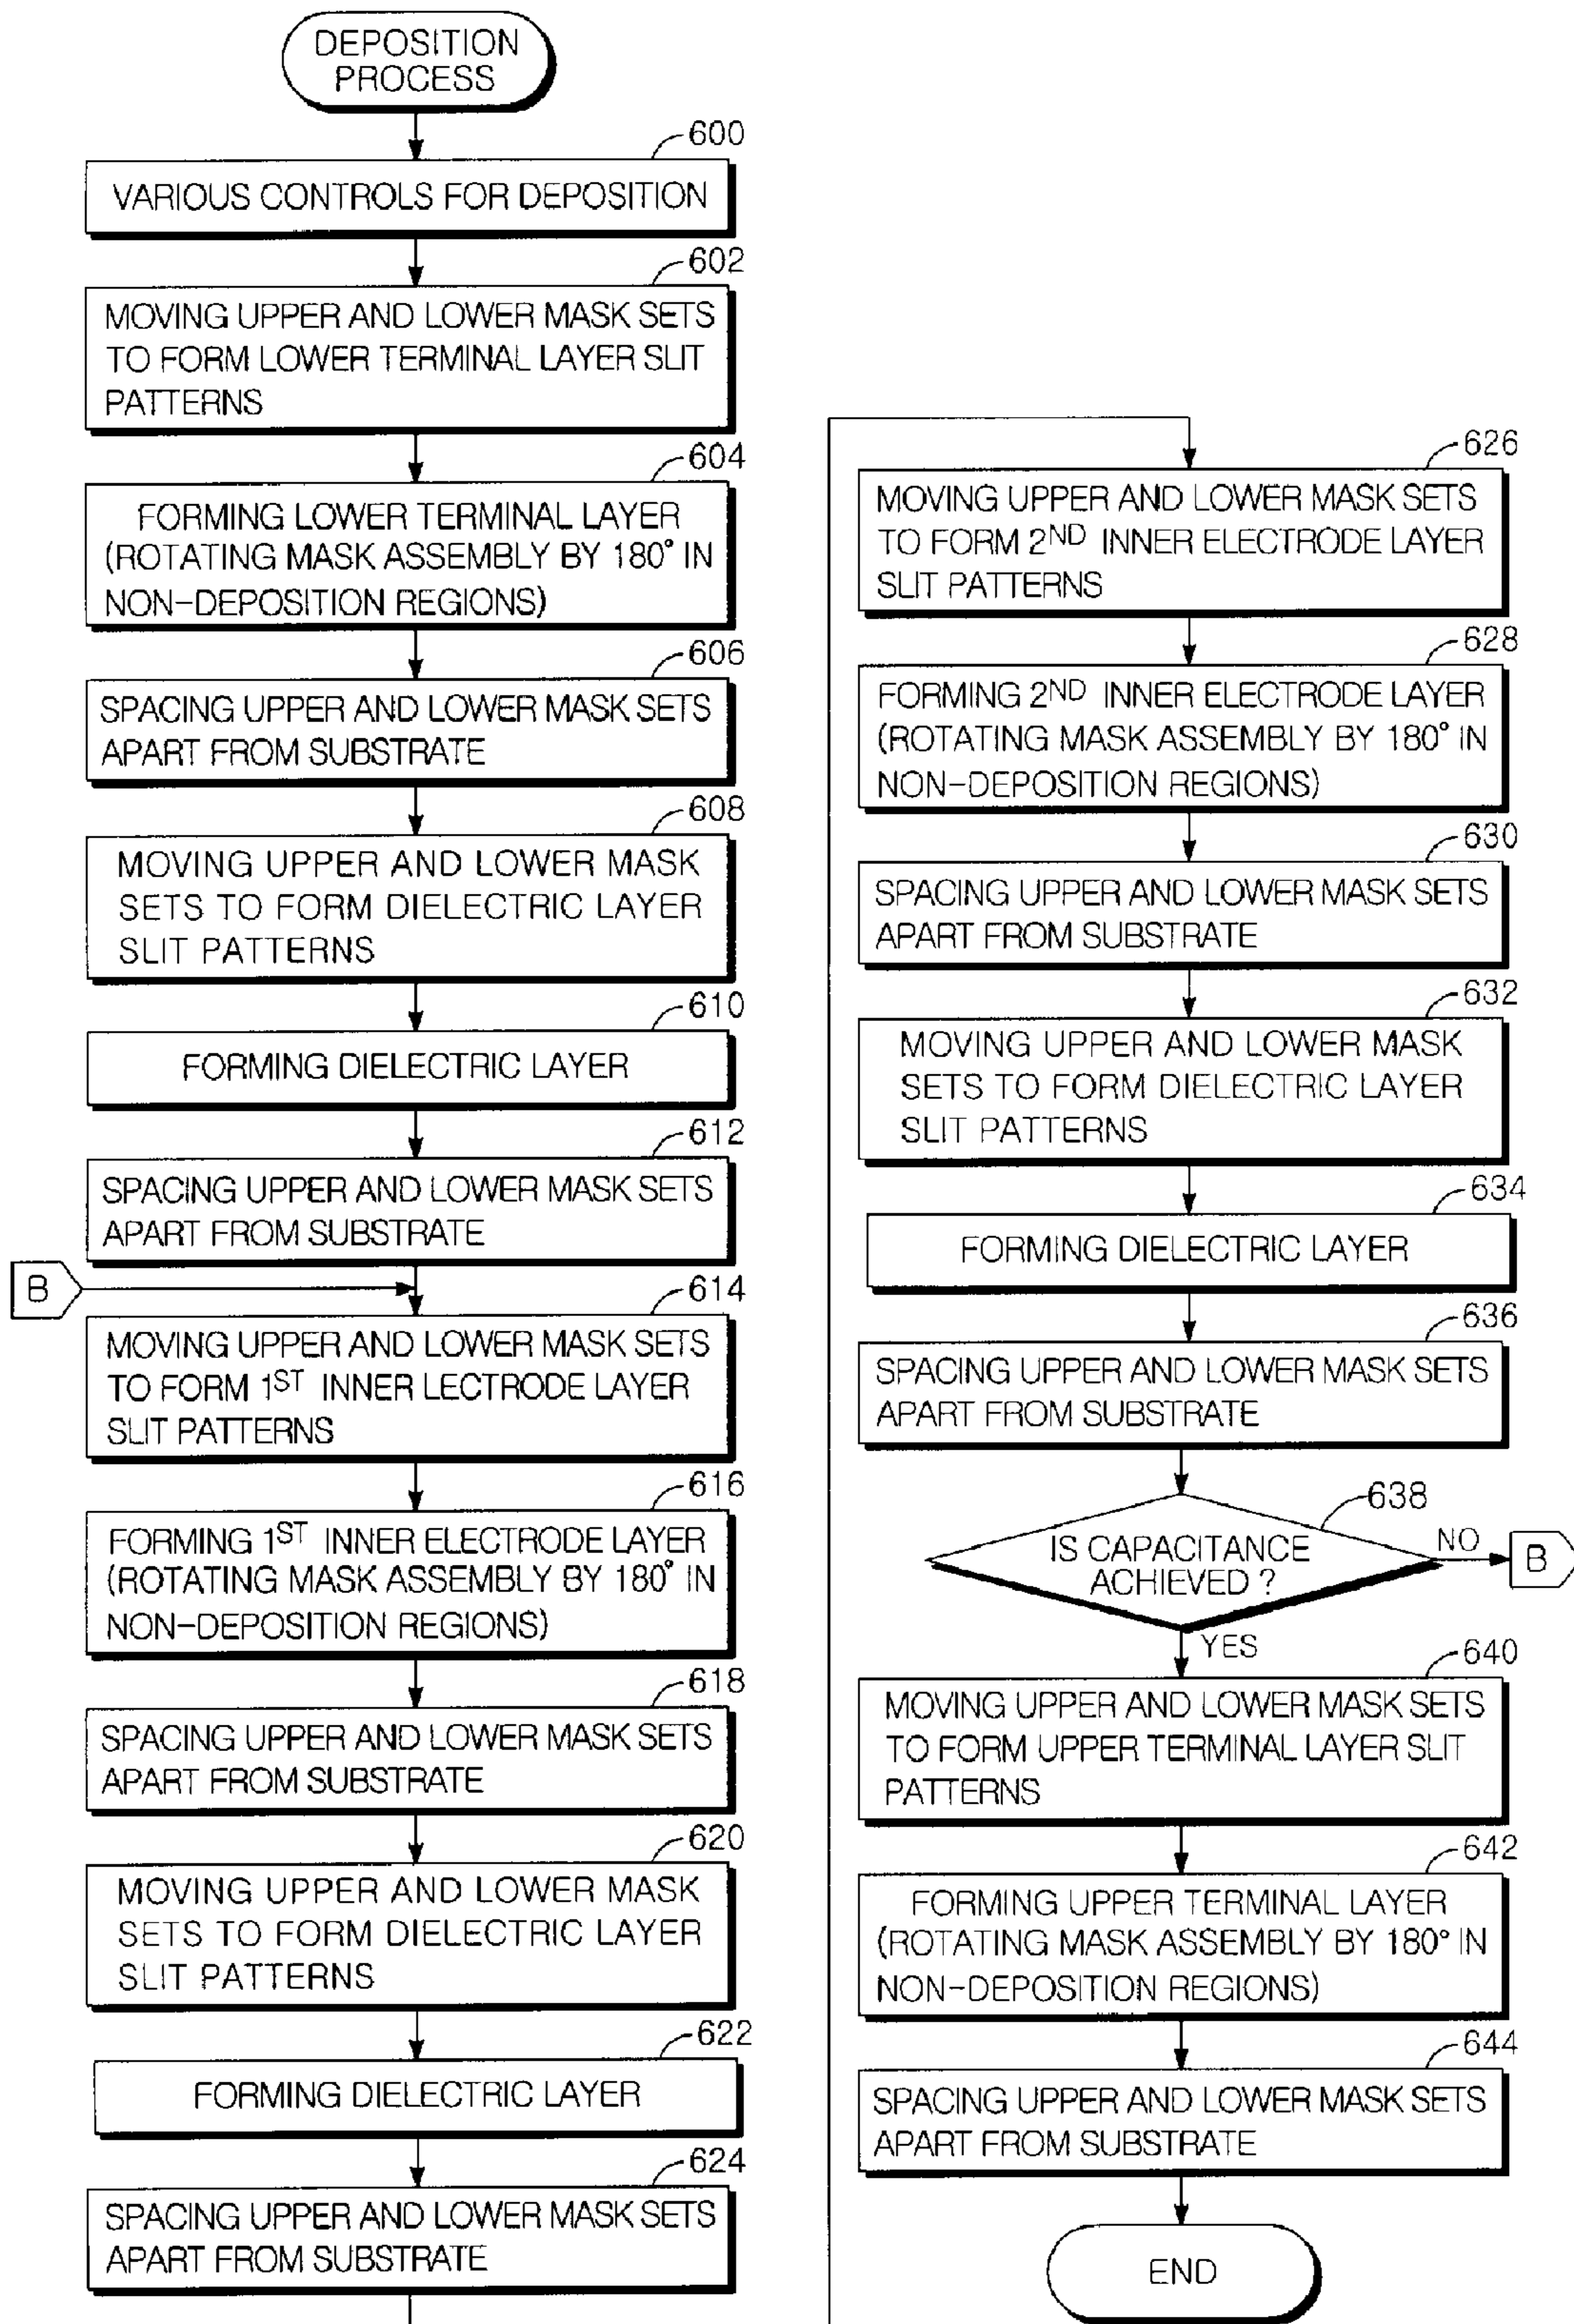 DEPOSITION
PROCESS
600
VARIOUS CONTROLS FOR DEPOSITION
602
MOVING UPPER AND LOWER MASK SETS
TO FORM LOWER TERMINAL LAYER SLIT
PATTERNS
604
FORMING LOWER TERMINAL LAYER
(ROTATING MASK ASSEMBLY BY 180° IN
NON-DEPOSITION REGIONS)
606
SPACING UPPER AND LOWER MASK SETS
APART FROM SUBSTRATE
608
MOVING UPPER AND LOWER MASK
SETS TO FORM DIELECTRIC LAYER
SLIT PATTERNS
610
FORMING DIELECTRIC LAYER
612
SPACING UPPER AND LOWER MASK SETS
APART FROM SUBSTRATE
B
614
MOVING UPPER AND LOWER MASK SETS
TO FORM 1ST INNER LECTRODE LAYER
SLIT PATTERNS
616
FORMING 1ST INNER ELECTRODE LAYER
(ROTATING MASK ASSEMBLY BY 180° IN
NON-DEPOSITION REGIONS)
618
SPACING UPPER AND LOWER MASK SETS
APART FROM SUBSTRATE
620
MOVING UPPER AND LOWER MASK
SETS TO FORM DIELECTRIC LAYER
SLIT PATTERNS
622
FORMING DIELECTRIC LAYER
624
SPACING UPPER AND LOWER MASK SETS
APART FROM SUBSTRATE
626
MOVING UPPER AND LOWER MASK SETS
TO FORM 2ND INNER ELECTRODE LAYER
SLIT PATTERNS
628
FORMING 2ND INNER ELECTRODE LAYER
(ROTATING MASK ASSEMBLY BY 180° IN
NON-DEPOSITION REGIONS)
630
SPACING UPPER AND LOWER MASK SETS
APART FROM SUBSTRATE
632
MOVING UPPER AND LOWER MASK
SETS TO FORM DIELECTRIC LAYER
SLIT PATTERNS
634
FORMING DIELECTRIC LAYER
636
SPACING UPPER AND LOWER MASK SETS
APART FROM SUBSTRATE
638
IS CAPACITANCE
ACHIEVED ?
NO
B
YES
640
MOVING UPPER AND LOWER MASK SETS
TO FORM UPPER TERMINAL LAYER SLIT
PATTERNS
642
FORMING UPPER TERMINAL LAYER
(ROTATING MASK ASSEMBLY BY 180° IN
NON-DEPOSITION REGIONS)
644
SPACING UPPER AND LOWER MASK SETS
APART FROM SUBSTRATE
END